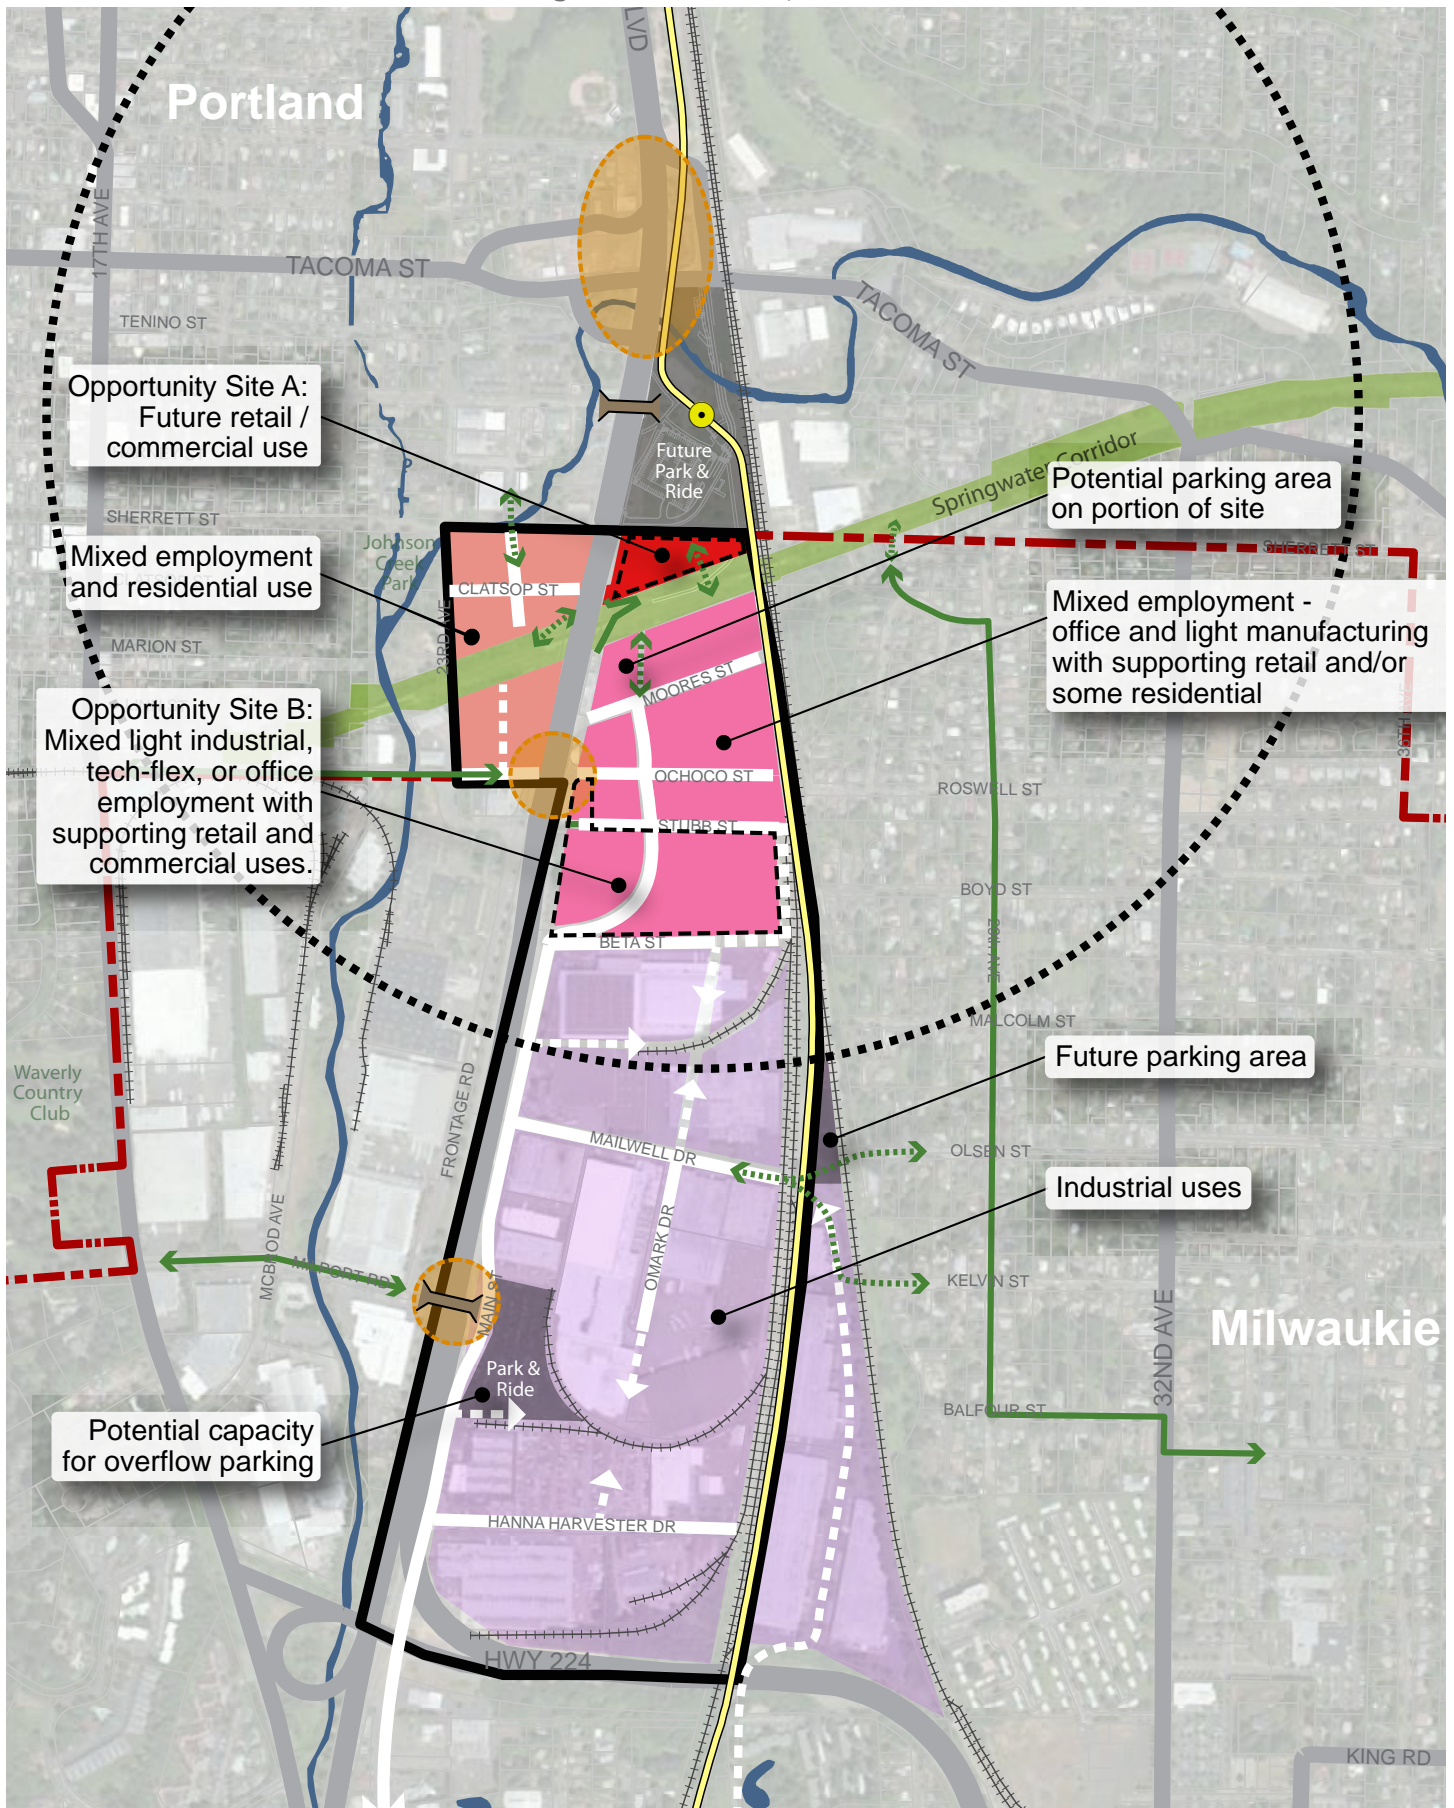 LVD
Portland
17TH AVE
TACOMA ST
TENINO ST
TACOMA ST
Opportunity Site A:
Future retail /
commercial use
Future
Park &
Ride
Springwater Corridor
Potential parking area
on portion of site
SHERRETT ST
SHERRETT ST
Johnson
Creek
Park
Mixed employment
and residential use
CLATSOP ST
23RD AVE
MARION ST
Mixed employment -
office and light manufacturing
with supporting retail and/or
some residential
MOORES ST
Opportunity Site B:
Mixed light industrial,
tech-flex, or office
employment with
supporting retail and
commercial uses.
OCHOCO ST
ROSWELL ST
STUBB ST
BOYD ST
BETA ST
MALCOLM ST
Waverly
Country
Club
FRONTAGE RD
Future parking area
MAILWELL DR
OLSEN ST
Industrial uses
OMARK DR
MCBROD AVE
MILPORT RD
MAIN ST
KELVIN ST
Milwaukie
32ND AVE
Park &
Ride
BALFOUR ST
Potential capacity
for overflow parking
HANNA HARVESTER DR
HWY 224
KING RD